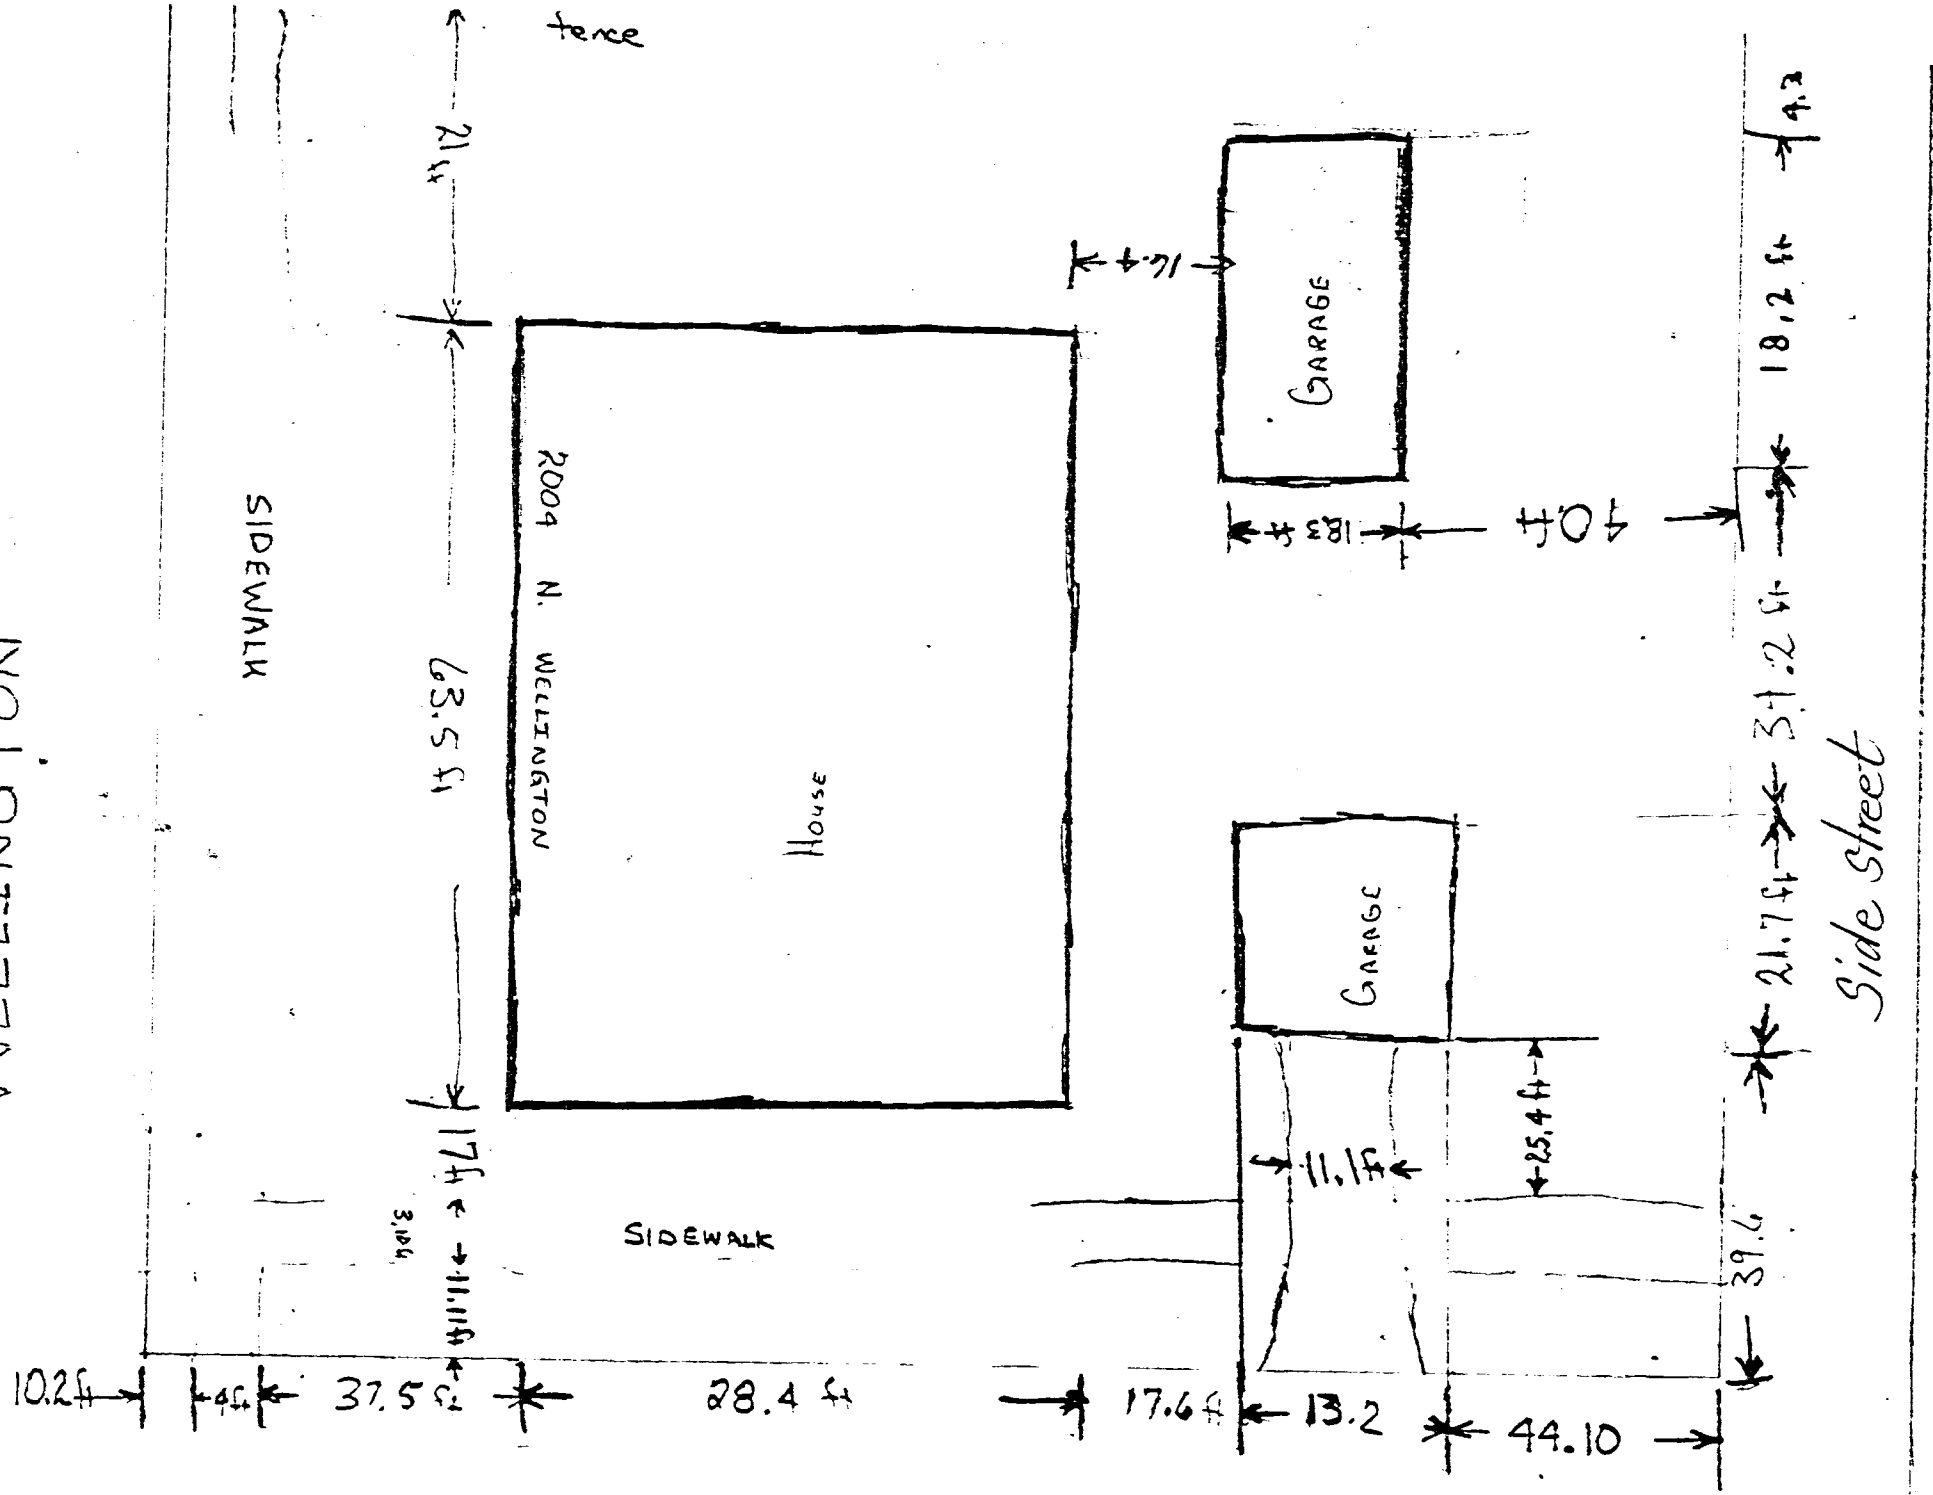 fence
21 ft
4.3
16.4
18.2 ft
GARAGE
18.3 ft
40 ft
SIDEWALK
2004 N. WELLINGTON
63.5 ft
House
31.2 ft
Side Street
GARAGE
21.7 ft
WELLINGTON
25.4 ft
11.1 ft
17 ft
SIDEWALK
11.11 ft
39.6
10.2 ft
4 ft
37.5 ft
28.4 ft
17.6 ft
13.2
44.10